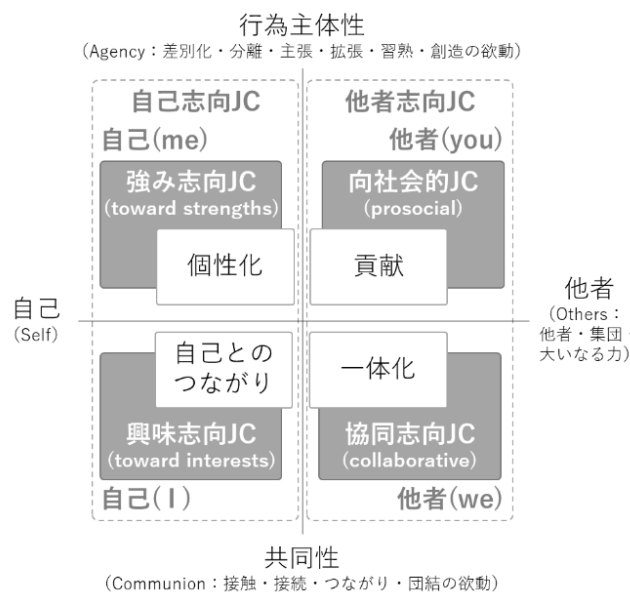 行為主体性
(Agency：差別化・分離・主張・拡張・習熟・創造の欲動)
自己志向JC
他者志向JC
自己(me)
他者(you)
強み志向JC
(toward strengths)
向社会的JC
(prosocial)
個性化
貢献
自己
(Self)
他者
(Others：
他者・集団・
大いなる力)
自己との
つながり
一体化
興味志向JC
(toward interests)
協同志向JC
(collaborative)
自己(I)
他者(we)
共同性
(Communion：接触・接続・つながり・団結の欲動)